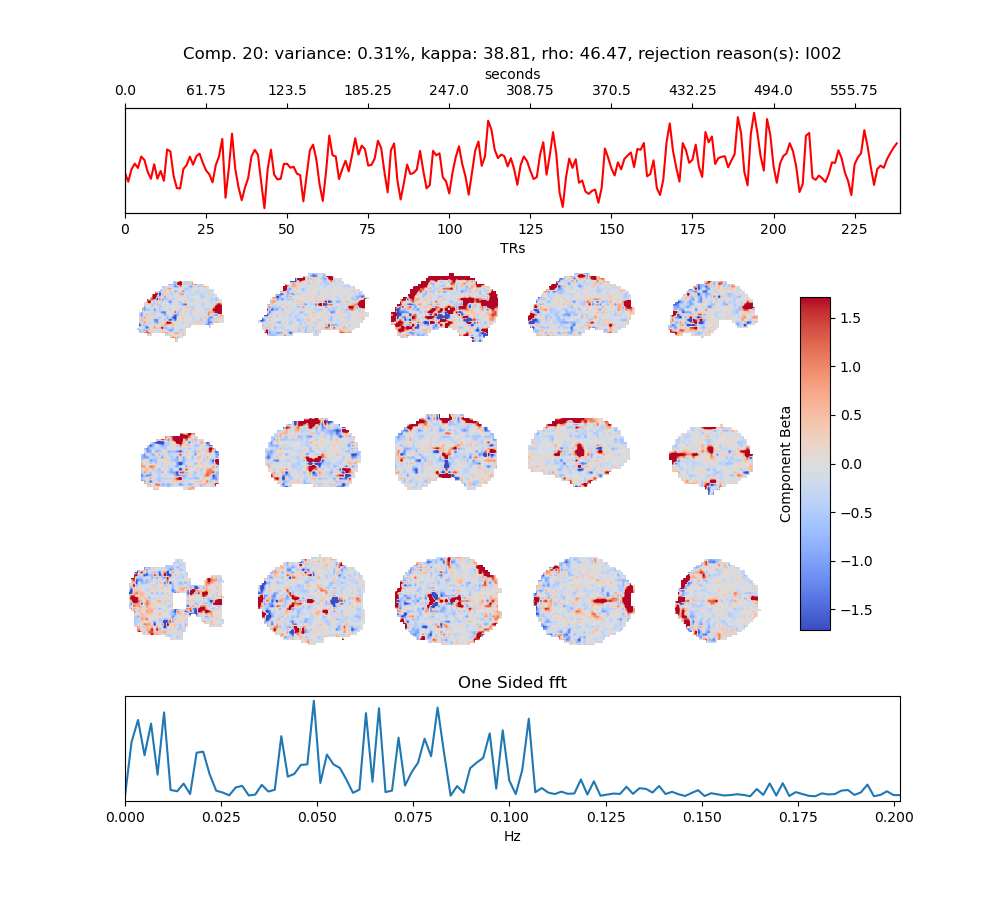 Comp. 20: variance: 0.31%, kappa: 38.81, rho: 46.47, rejection reason(s): I002
seconds
0.0 61.75 123.5 185.25 247.0 308.75 370.5 432.25 494.0 555.75
0 25 50 75 100 125 150 175 200 225
TRs
1.5
1.0
0.5
0.0
−0.5
−1.0
−1.5
Component Beta
One Sided fft
0.000 0.025 0.050 0.075 0.100 0.125 0.150 0.175 0.200
Hz